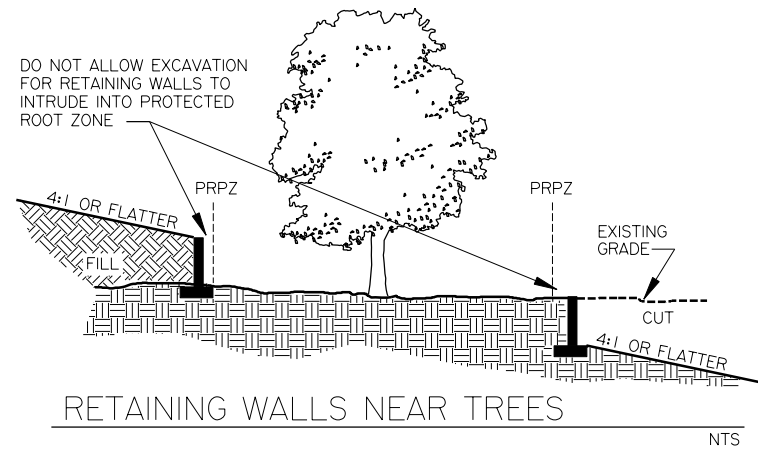 DO NOT ALLOW EXCAVATION
FOR RETAINING WALLS TO
INTRUDE INTO PROTECTED
ROOT ZONE
PRPZ
PRPZ
4:1 OR FLATTER
EXISTING
GRADE
FILL
CUT
4:1 OR FLATTER
RETAINING WALLS NEAR TREES
NTS